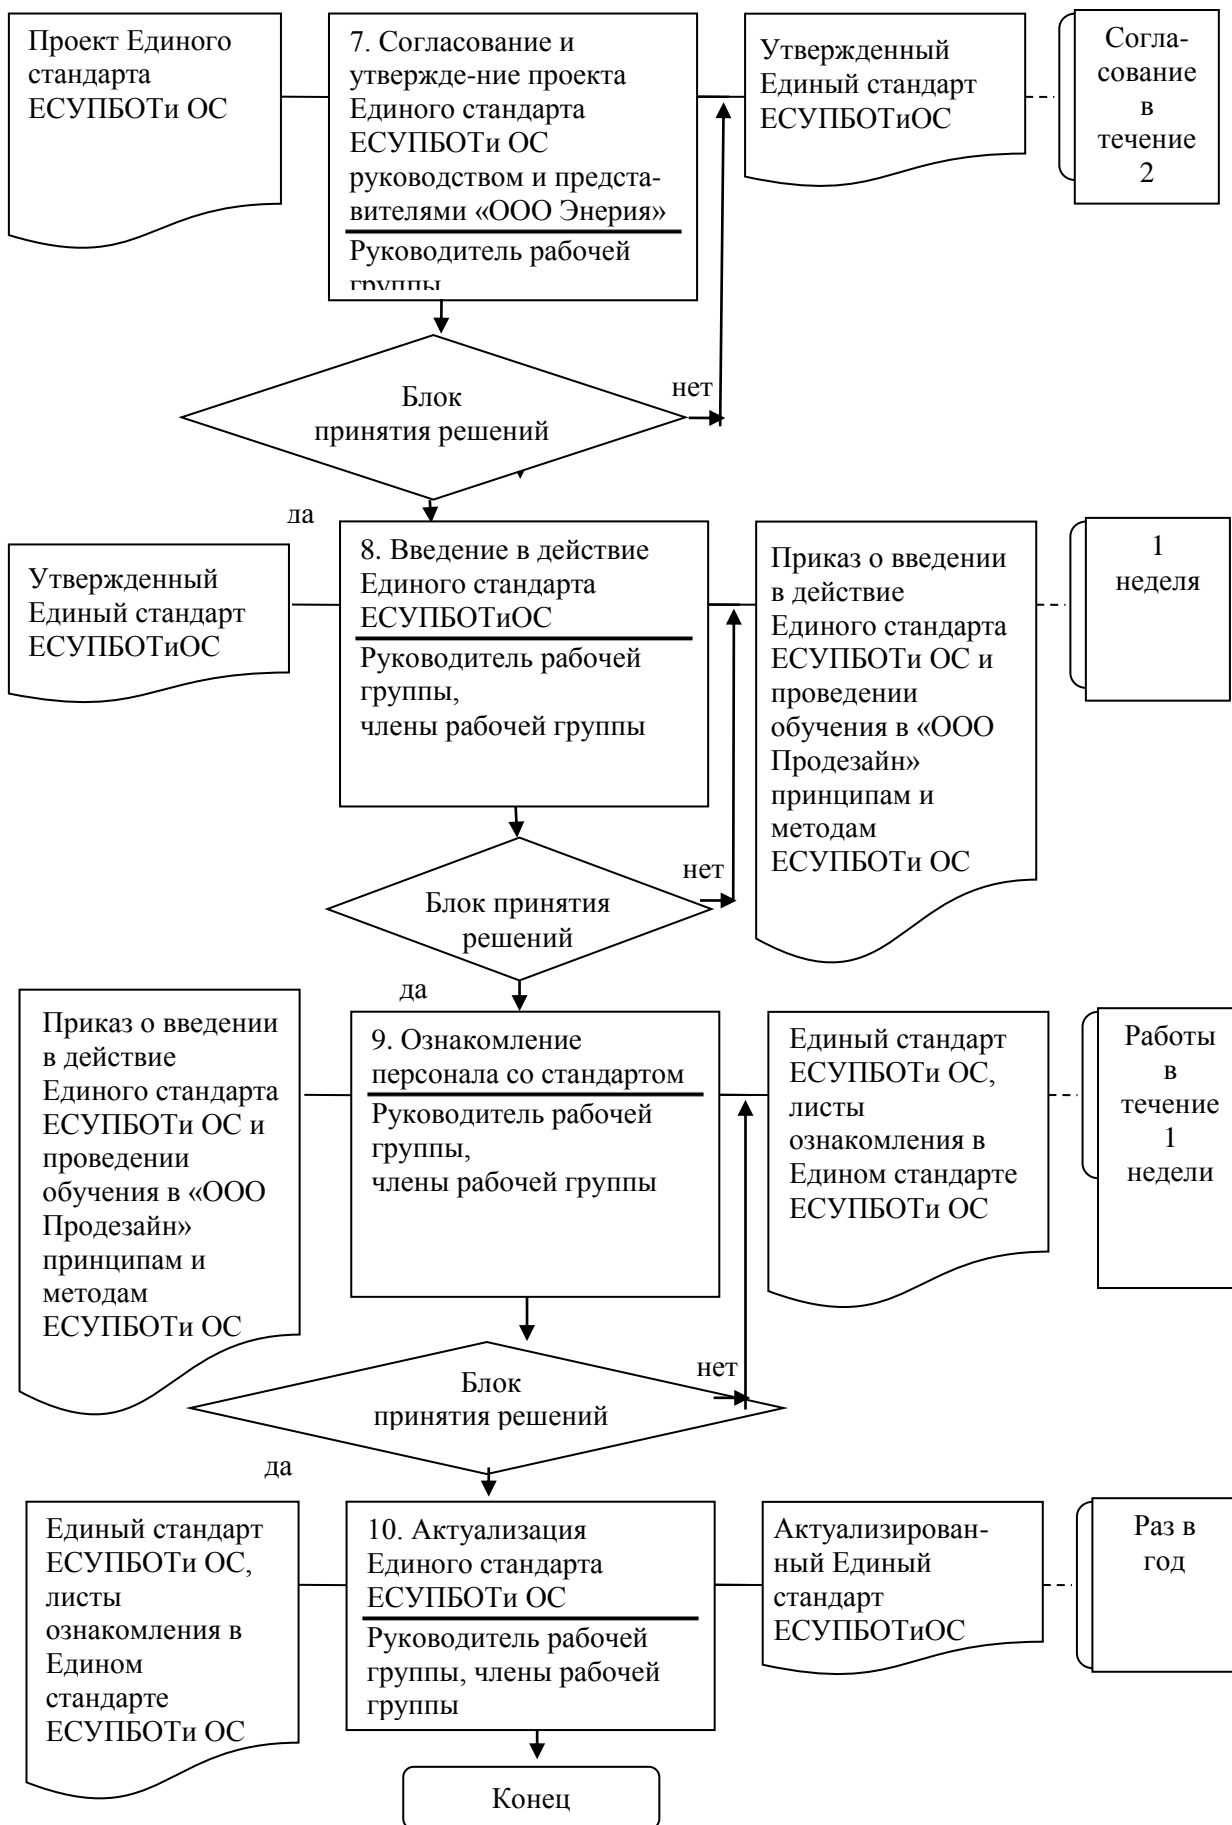 Проект Единого
стандарта
ЕСУПБОТи ОС
7. Согласование и
утвержде-ние проекта
Единого стандарта
ЕСУПБОТи ОС
руководством и предста-
вителями «ООО Энерия»
Руководитель рабочей
группы
Утвержденный
Единый стандарт
ЕСУПБОТиОС
Согла-
сование
в
течение
2
Блок
принятия решений
нет
да
Утвержденный
Единый стандарт
ЕСУПБОТиОС
8. Введение в действие
Единого стандарта
ЕСУПБОТиОС
Руководитель рабочей
группы,
члены рабочей группы
Приказ о введении
в действие
Единого стандарта
ЕСУПБОТи ОС и
проведении
обучения в «ООО
Продезайн»
принципам и
методам
ЕСУПБОТи ОС
1
неделя
Блок принятия
решений
нет
да
Приказ о введении
в действие
Единого стандарта
ЕСУПБОТи ОС и
проведении
обучения в «ООО
Продезайн»
принципам и
методам
ЕСУПБОТи ОС
9. Ознакомление
персонала со стандартом
Руководитель рабочей
группы,
члены рабочей группы
Единый стандарт
ЕСУПБОТи ОС,
листы
ознакомления в
Едином стандарте
ЕСУПБОТи ОС
Работы
в
течение
1
недели
Блок
принятия решений
нет
да
Единый стандарт
ЕСУПБОТи ОС,
листы
ознакомления в
Едином
стандарте
ЕСУПБОТи ОС
10. Актуализация
Единого стандарта
ЕСУПБОТи ОС
Руководитель рабочей
группы, члены рабочей
группы
Актуализирован-
ный Единый
стандарт
ЕСУПБОТиОС
Раз в
год
Конец